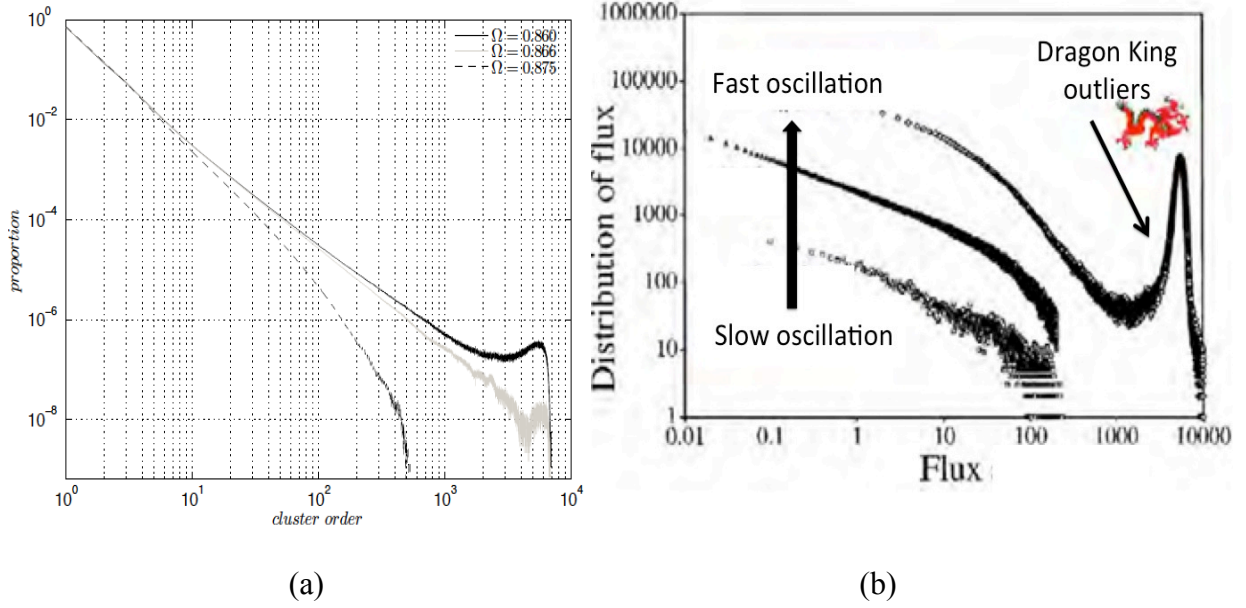 10^0
10^{-2}
10^{-4}
10^{-6}
10^{-8}
proportion
Ω = 0.860
Ω = 0.866
Ω = 0.875
10^0 10^1 10^2 10^3 10^4
cluster order
(a)
1000000
100000
10000
1000
100
10
1
Distribution of flux
Fast oscillation
Slow oscillation
Dragon King
outliers
0.01 0.1 1 10 100 1000 10000
Flux
(b)